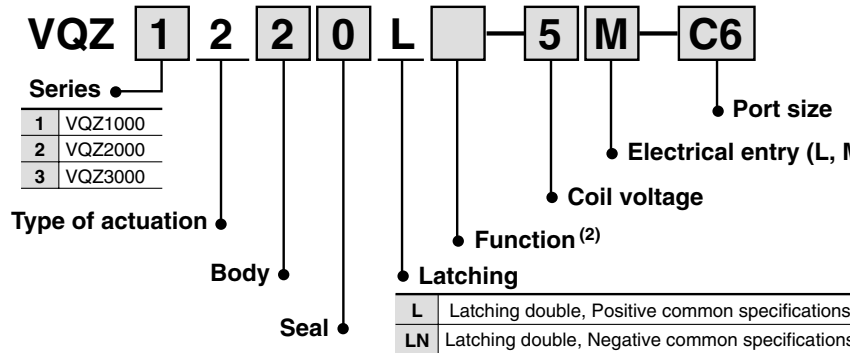 VQZ 1 2 2 0 L - 5 M - C6
Series
1 VQZ1000
2 VQZ2000
3 VQZ3000
Port size
Electrical entry (L,
Coil voltage
Type of actuation
Function (2)
Body
Latching
L Latching double, Positive common specifications
LN Latching double, Negative common specifications
Seal